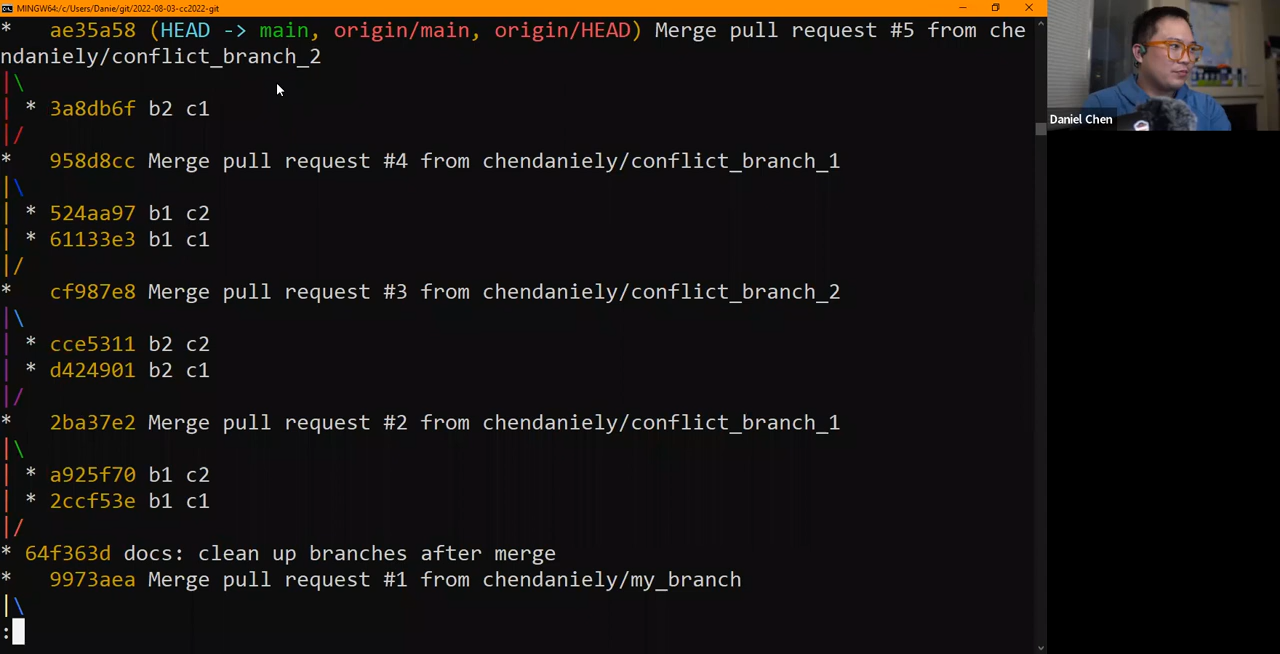 MINGW64:/c/Users/Danie/git/2022-08-03-cc2022-git
*   ae35a58 (HEAD -> main, origin/main, origin/HEAD) Merge pull request #5 from che
ndaniely/conflict_branch_2
|\
| * 3a8db6f b2 c1
|/
*   958d8cc Merge pull request #4 from chendaniely/conflict_branch_1
|\
| * 524aa97 b1 c2
| * 61133e3 b1 c1
|/
*   cf987e8 Merge pull request #3 from chendaniely/conflict_branch_2
|\
| * cce5311 b2 c2
| * d424901 b2 c1
|/
*   2ba37e2 Merge pull request #2 from chendaniely/conflict_branch_1
|\
| * a925f70 b1 c2
| * 2ccf53e b1 c1
|/
* 64f363d docs: clean up branches after merge
*   9973aea Merge pull request #1 from chendaniely/my_branch
|\
:
Daniel Chen